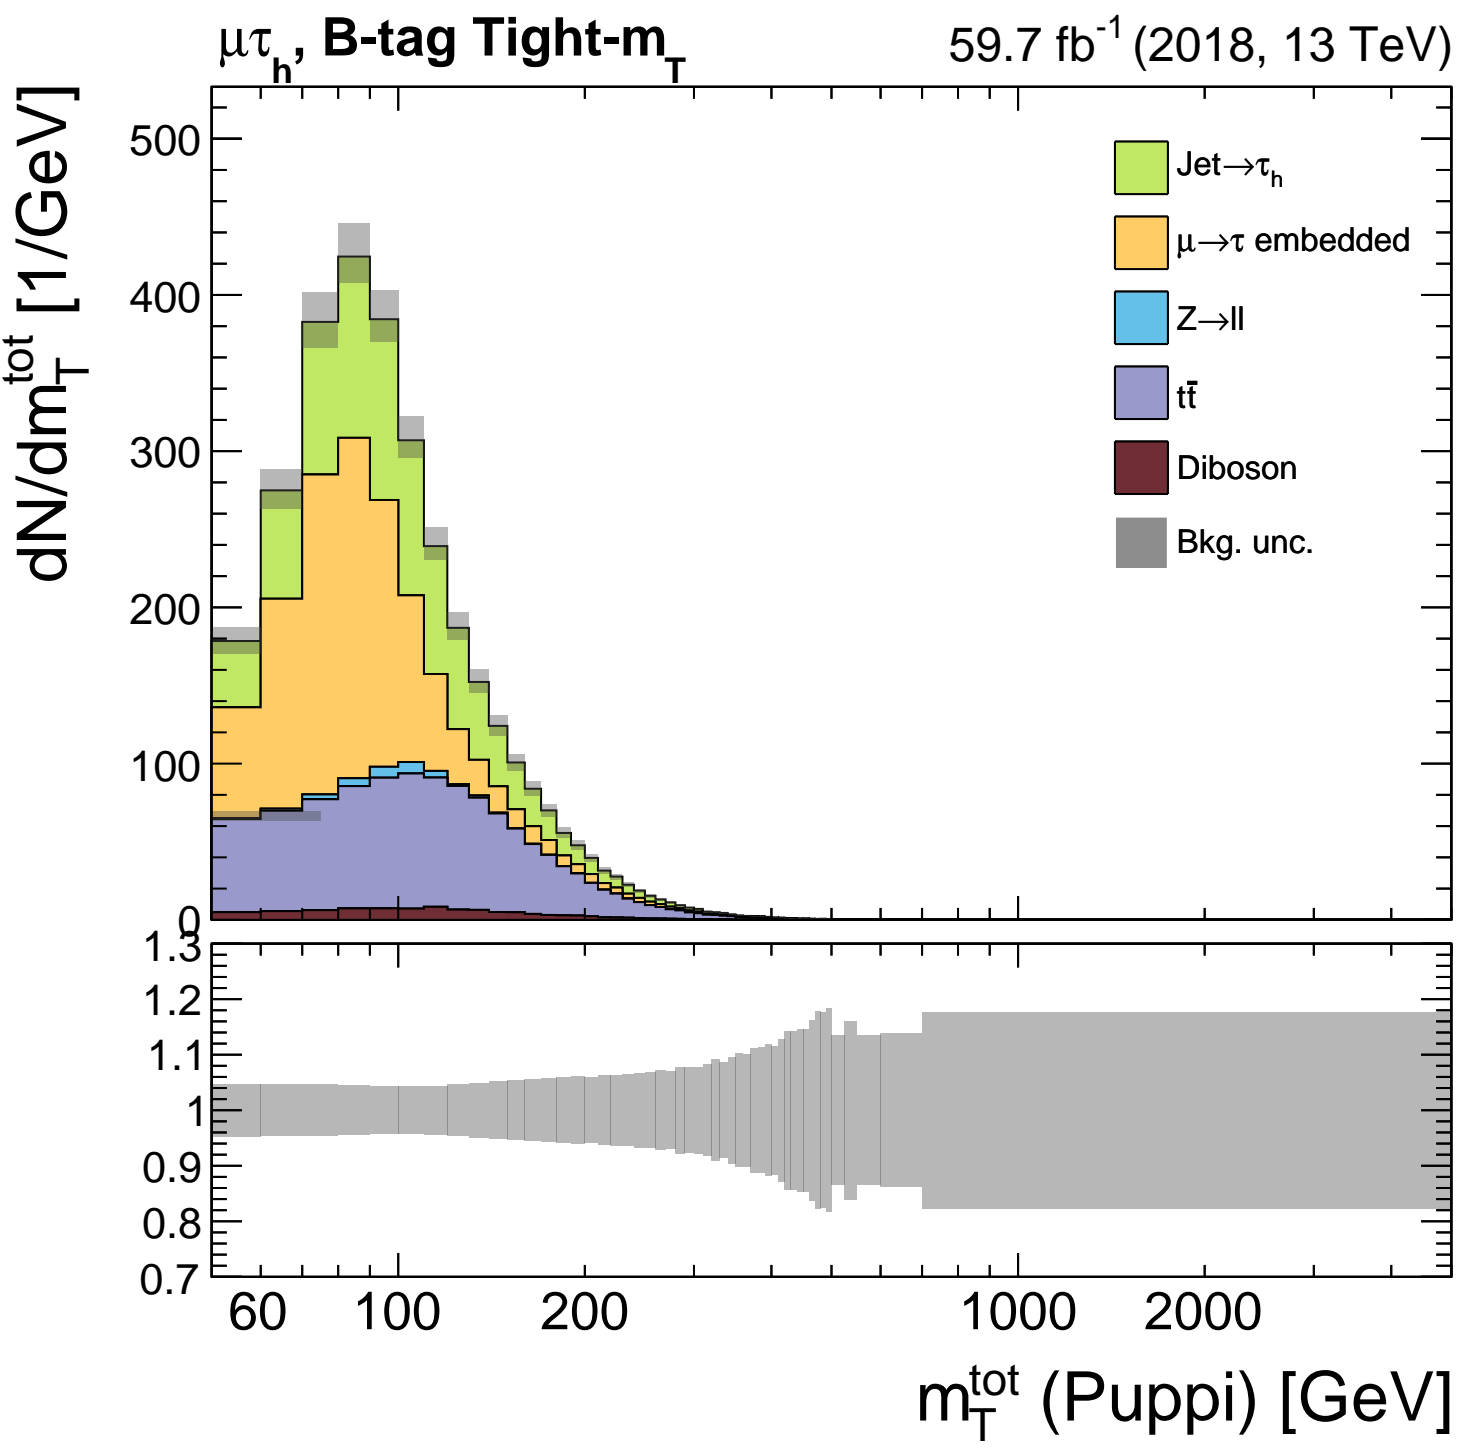 μτh, B-tag Tight-mT
59.7 fb-1 (2018, 13 TeV)
dN/dmTtot [1/GeV]
500
400
300
200
100
0
Jet→τh
μ→τ embedded
Z→ll
tt̄
Diboson
Bkg. unc.
1.3
1.2
1.1
1
0.9
0.8
0.7
60 100 200 1000 2000
mTtot (Puppi) [GeV]